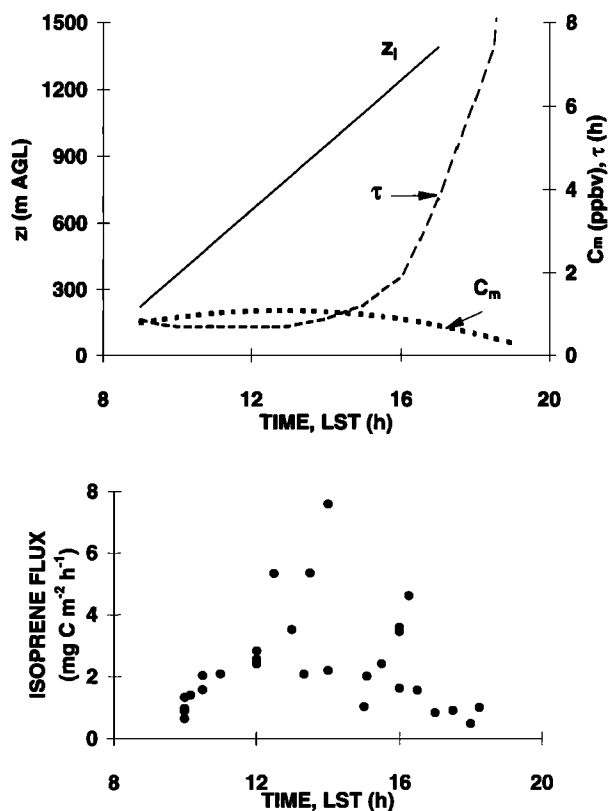 1500
1200
900
600
300
0
zI (m AGL)
zI
τ
Cm
8
6
4
2
0
Cm (ppbv), τ (h)
8
12
16
20
TIME, LST (h)
8
6
4
2
0
ISOPRENE FLUX
(mg C m⁻² h⁻¹)
8
12
16
20
TIME, LST (h)